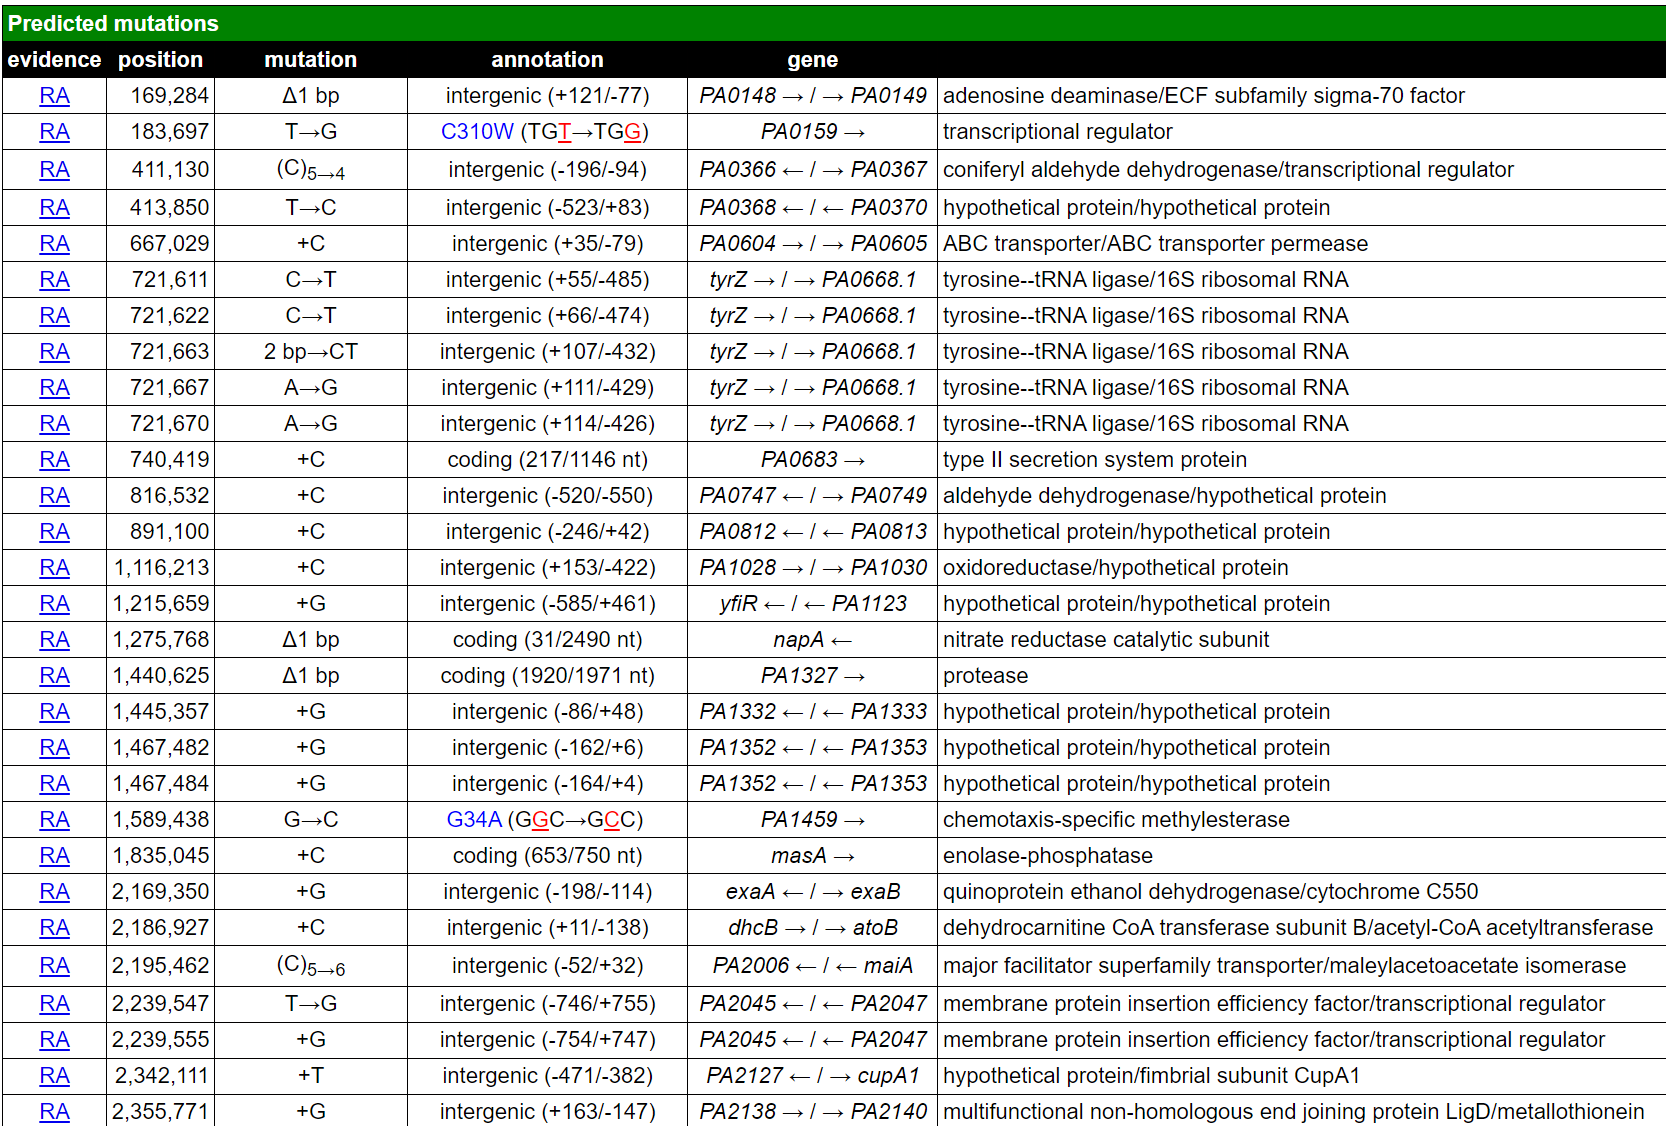 Predicted mutations
evidence position mutation annotation gene
RA 169,284 Δ1 bp intergenic (+121/-77) PA0148 → / → PA0149 adenosine deaminase/ECF subfamily sigma-70 factor
RA 183,697 T→G C310W (TGT→TGG) PA0159 → transcriptional regulator
RA 411,130 (C)5→4 intergenic (-196/-94) PA0366 ← / → PA0367 coniferyl aldehyde dehydrogenase/transcriptional regulator
RA 413,850 T→C intergenic (-523/+83) PA0368 ← / ← PA0370 hypothetical protein/hypothetical protein
RA 667,029 +C intergenic (+35/-79) PA0604 → / → PA0605 ABC transporter/ABC transporter permease
RA 721,611 C→T intergenic (+55/-485) tyrZ → / → PA0668.1 tyrosine--tRNA ligase/16S ribosomal RNA
RA 721,622 C→T intergenic (+66/-474) tyrZ → / → PA0668.1 tyrosine--tRNA ligase/16S ribosomal RNA
RA 721,663 2 bp→CT intergenic (+107/-432) tyrZ → / → PA0668.1 tyrosine--tRNA ligase/16S ribosomal RNA
RA 721,667 A→G intergenic (+111/-429) tyrZ → / → PA0668.1 tyrosine--tRNA ligase/16S ribosomal RNA
RA 721,670 A→G intergenic (+114/-426) tyrZ → / → PA0668.1 tyrosine--tRNA ligase/16S ribosomal RNA
RA 740,419 +C coding (217/1146 nt) PA0683 → type II secretion system protein
RA 816,532 +C intergenic (-520/-550) PA0747 ← / → PA0749 aldehyde dehydrogenase/hypothetical protein
RA 891,100 +C intergenic (-246/+42) PA0812 ← / ← PA0813 hypothetical protein/hypothetical protein
RA 1,116,213 +C intergenic (+153/-422) PA1028 → / → PA1030 oxidoreductase/hypothetical protein
RA 1,215,659 +G intergenic (-585/+461) yfiR ← / ← PA1123 hypothetical protein/hypothetical protein
RA 1,275,768 Δ1 bp coding (31/2490 nt) napA ← nitrate reductase catalytic subunit
RA 1,440,625 Δ1 bp coding (1920/1971 nt) PA1327 → protease
RA 1,445,357 +G intergenic (-86/+48) PA1332 ← / ← PA1333 hypothetical protein/hypothetical protein
RA 1,467,482 +G intergenic (-162/+6) PA1352 ← / ← PA1353 hypothetical protein/hypothetical protein
RA 1,467,484 +G intergenic (-164/+4) PA1352 ← / ← PA1353 hypothetical protein/hypothetical protein
RA 1,589,438 G→C G34A (GGC→GCC) PA1459 → chemotaxis-specific methylesterase
RA 1,835,045 +C coding (653/750 nt) masA → enolase-phosphatase
RA 2,169,350 +G intergenic (-198/-114) exaA ← / → exaB quinoprotein ethanol dehydrogenase/cytochrome C550
RA 2,186,927 +C intergenic (+11/-138) dhcB → / → atoB dehydrocarnitine CoA transferase subunit B/acetyl-CoA acetyltransferase
RA 2,195,462 (C)5→6 intergenic (-52/+32) PA2006 ← / ← maiA major facilitator superfamily transporter/maleylacetoacetate isomerase
RA 2,239,547 T→G intergenic (-746/+755) PA2045 ← / ← PA2047 membrane protein insertion efficiency factor/transcriptional regulator
RA 2,239,555 +G intergenic (-754/+747) PA2045 ← / ← PA2047 membrane protein insertion efficiency factor/transcriptional regulator
RA 2,342,111 +T intergenic (-471/-382) PA2127 ← / → cupA1 hypothetical protein/fimbrial subunit CupA1
RA 2,355,771 +G intergenic (+163/-147) PA2138 → / → PA2140 multifunctional non-homologous end joining protein LigD/metallothionein